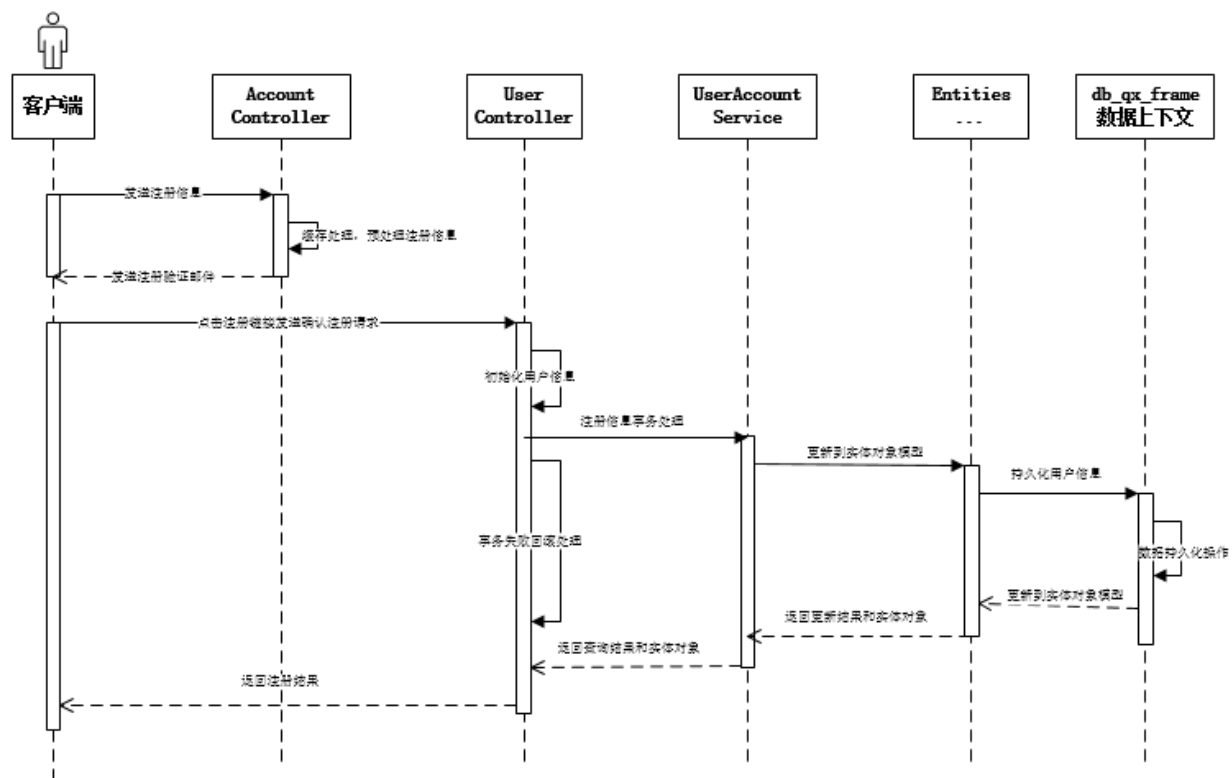 客户端
Account
Controller
User
Controller
UserAccount
Service
Entities
...
db_qx_frame
数据上下文
发送注册信息
缓存处理，预处理注册信息
发送注册验证邮件
点击注册链接发送确认注册请求
初始化用户信息
注册信息事务处理
更新到实体对象模型
持久化用户信息
事务失败回滚处理
数据持久化操作
更新到实体对象模型
返回更新结果和实体对象
返回查询结果和实体对象
返回注册结果